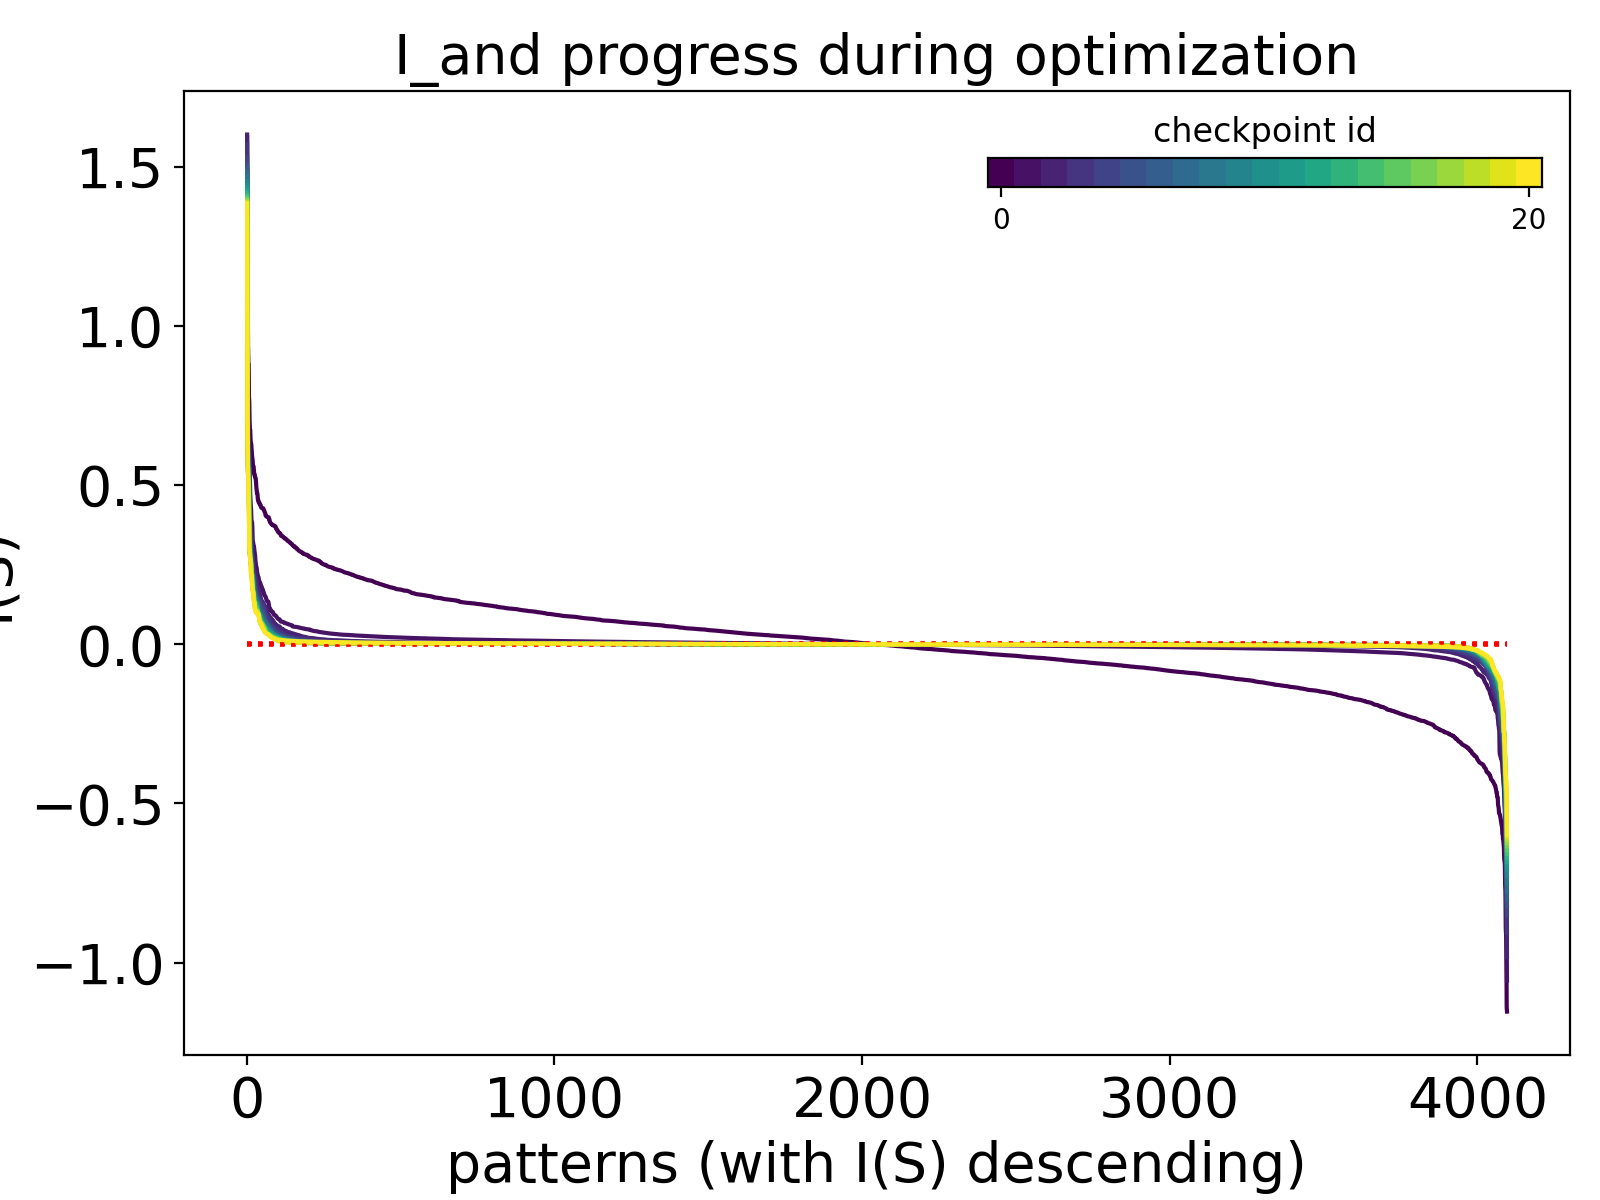 I_and progress during optimization
checkpoint id
0 20
1.5
1.0
0.5
0.0
−0.5
−1.0
0 1000 2000 3000 4000
patterns (with I(S) descending)